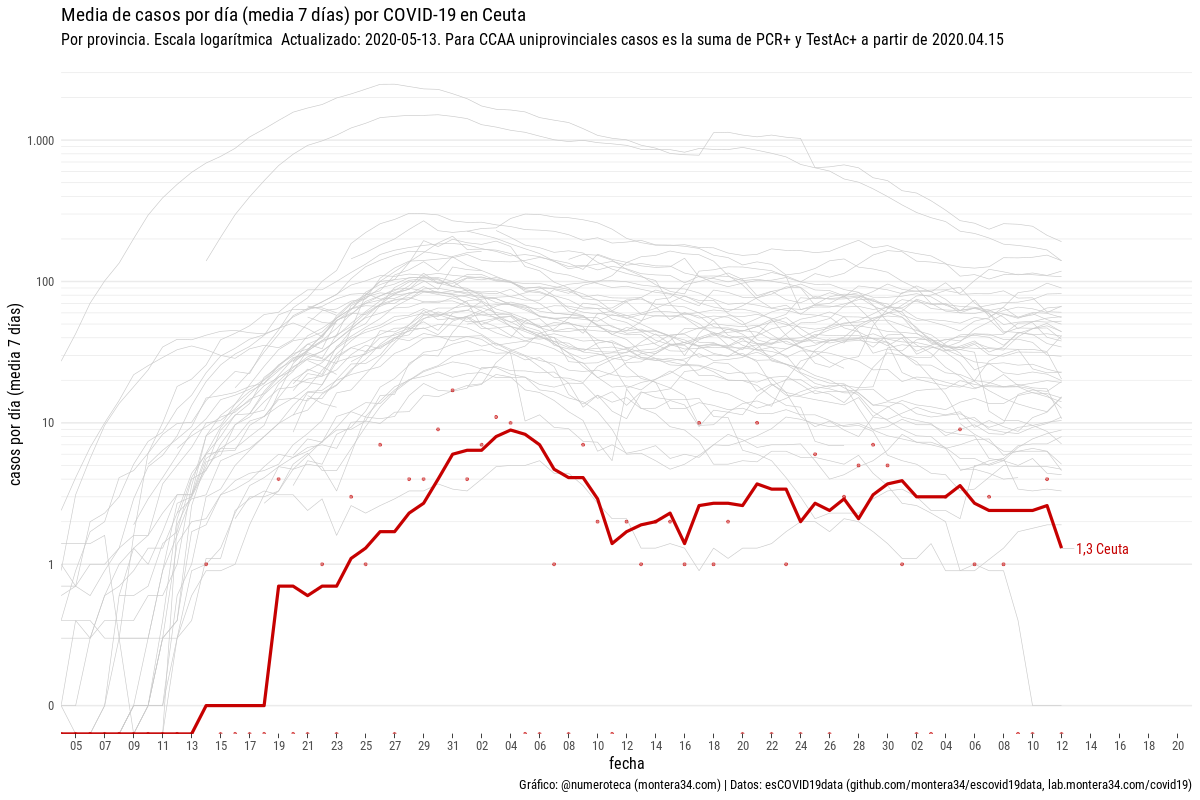 Media de casos por día (media 7 días) por COVID-19 en Ceuta
Por provincia. Escala logarítmica  Actualizado: 2020-05-13. Para CCAA uniprovinciales casos es la suma de PCR+ y TestAc+ a partir de 2020.04.15
casos por día (media 7 días)
1.000
100
10
1
0
1,3 Ceuta
05 07 09 11 13 15 17 19 21 23 25 27 29 31 02 04 06 08 10 12 14 16 18 20 22 24 26 28 30 02 04 06 08 10 12 14 16 18 20
fecha
Gráfico: @numeroteca (montera34.com) | Datos: esCOVID19data (github.com/montera34/escovid19data, lab.montera34.com/covid19)